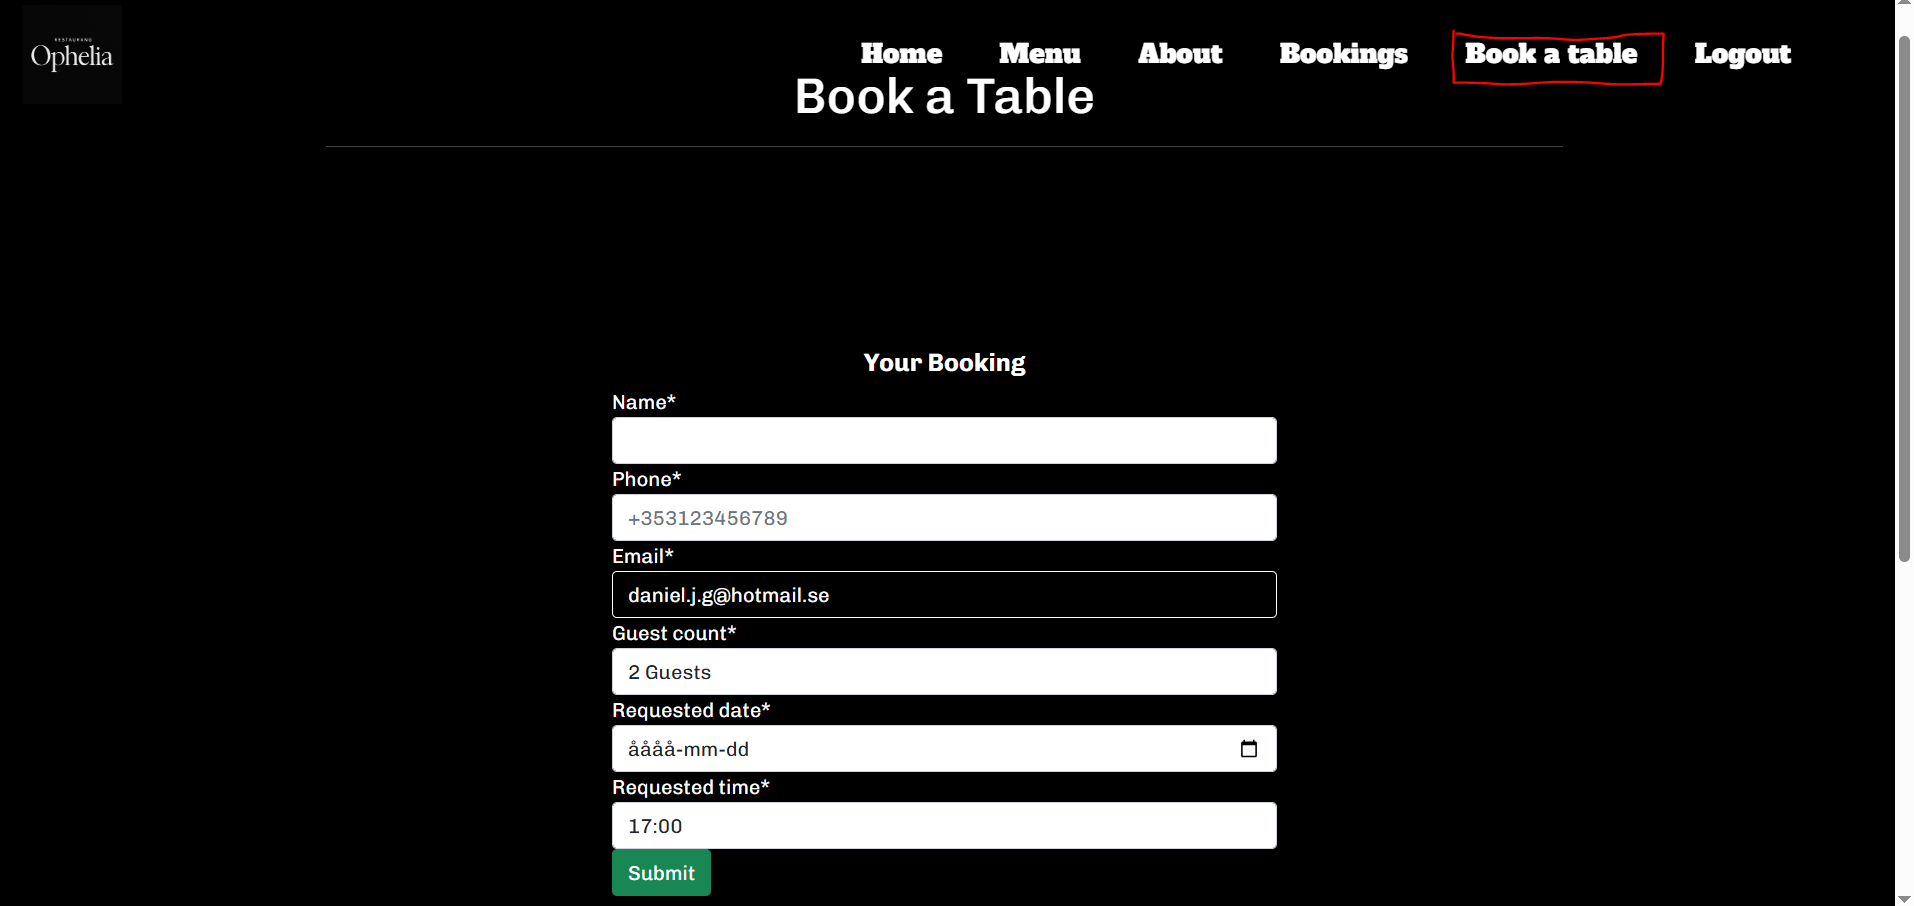 RESTAURANG
Ophelia
Home Menu About Bookings Book a table Logout
Book a Table
Your Booking
Name*
Phone*
+353123456789
Email*
daniel.j.g@hotmail.se
Guest count*
2 Guests
Requested date*
åååå-mm-dd
Requested time*
17:00
Submit